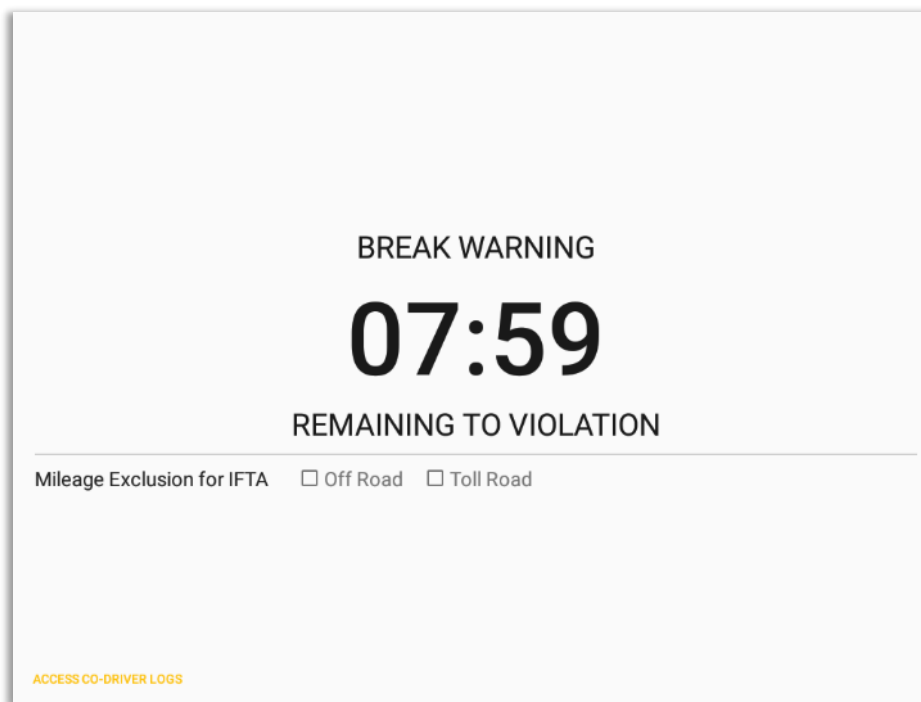 BREAK WARNING
07:59
REMAINING TO VIOLATION
Mileage Exclusion for IFTA Off Road Toll Road
ACCESS CO-DRIVER LOGS